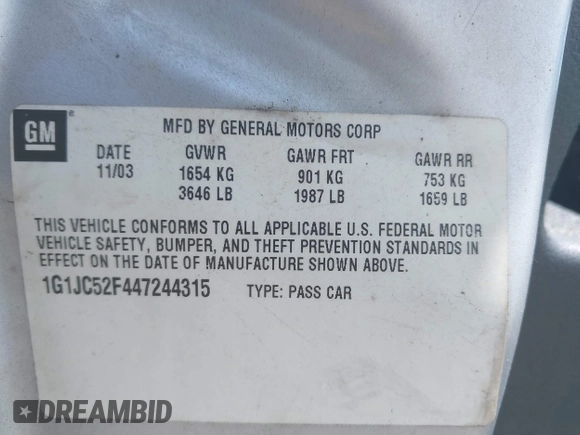 GM
®
MFD BY GENERAL MOTORS CORP
DATE GVWR GAWR FRT GAWR RR
11/03 1654 KG 901 KG 753 KG
3646 LB 1987 LB 1659 LB
THIS VEHICLE CONFORMS TO ALL APPLICABLE U.S. FEDERAL MOTOR
VEHICLE SAFETY, BUMPER, AND THEFT PREVENTION STANDARDS IN
EFFECT ON THE DATE OF MANUFACTURE SHOWN ABOVE.
1G1JC52F447244315 TYPE: PASS CAR
DREAMBID